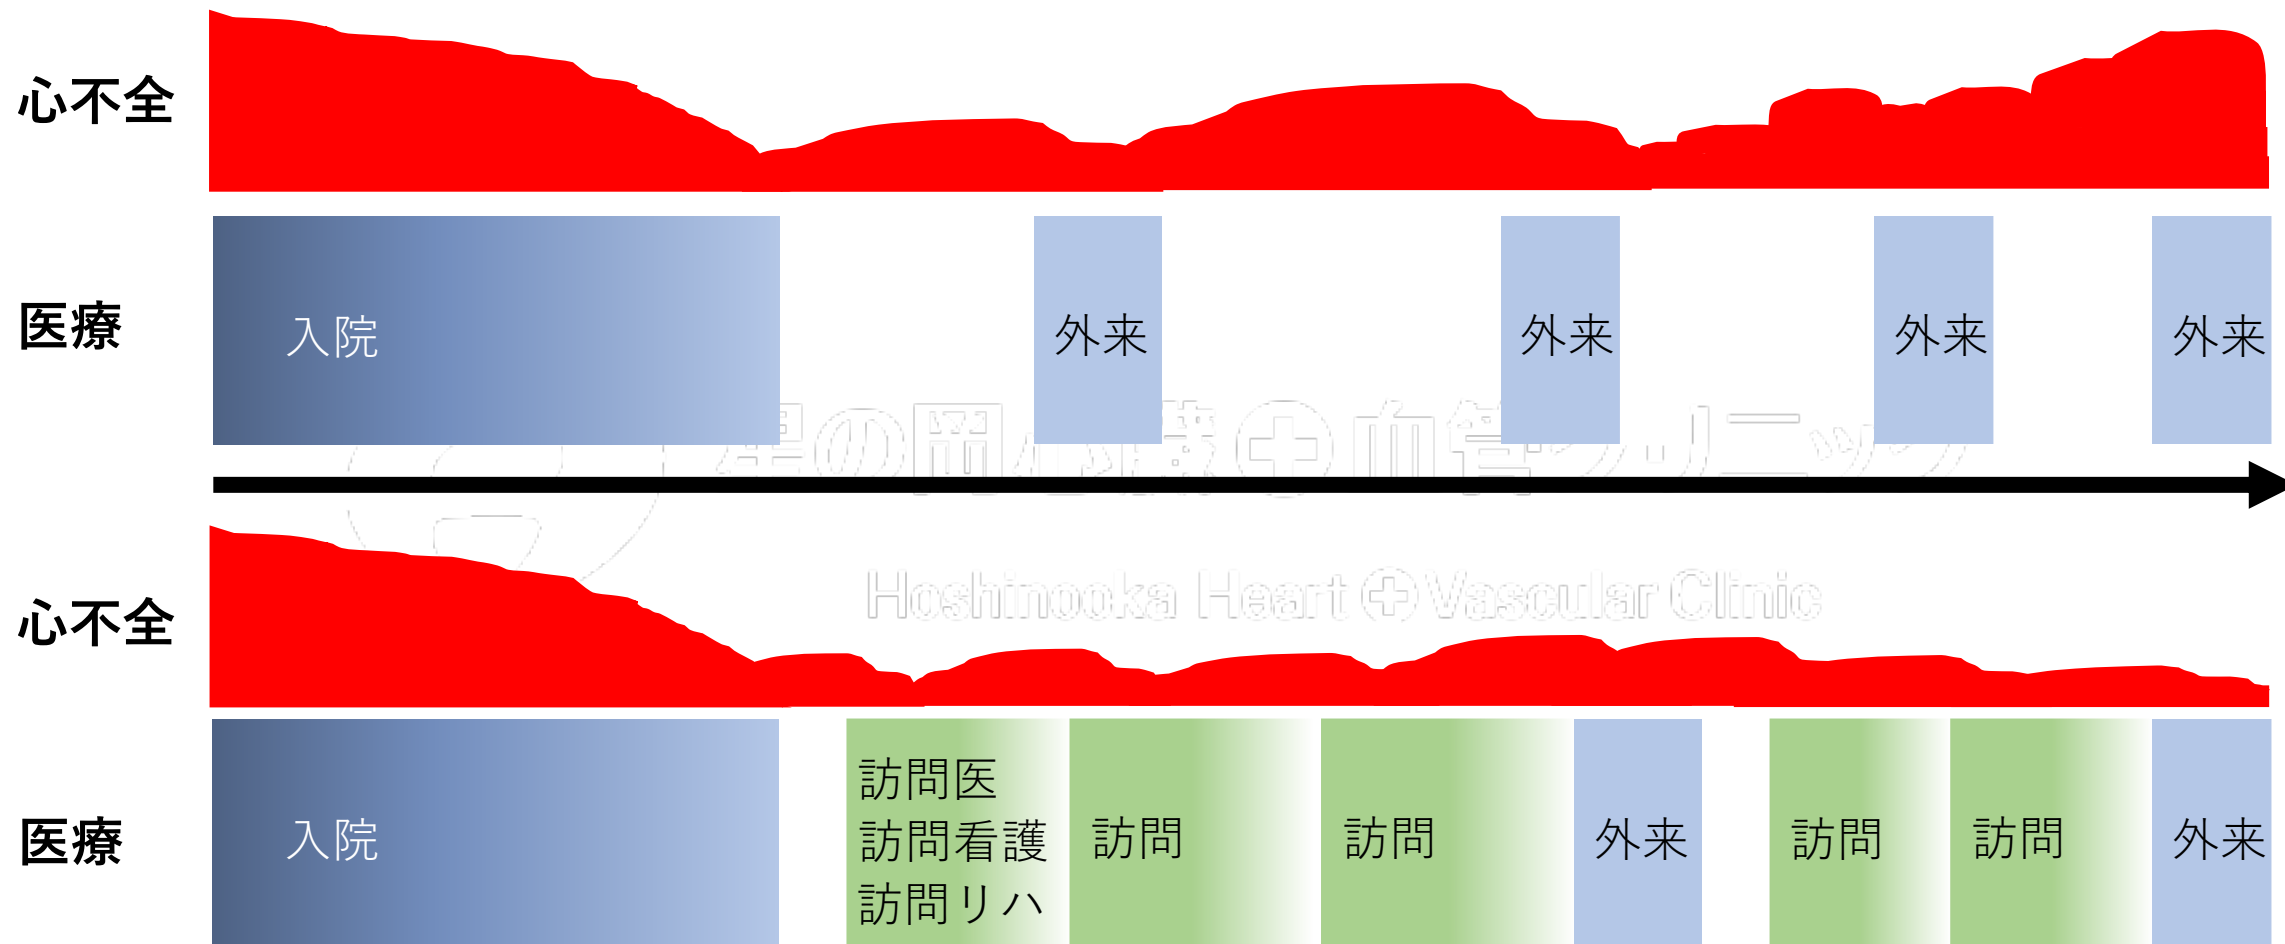 心不全
医療
入院
外来
外来
外来
外来
星の岡心臓血管クリニック
Hoshinooka Heart Vascular Clinic
心不全
医療
入院
訪問医
訪問看護
訪問リハ
訪問
訪問
外来
訪問
訪問
外来